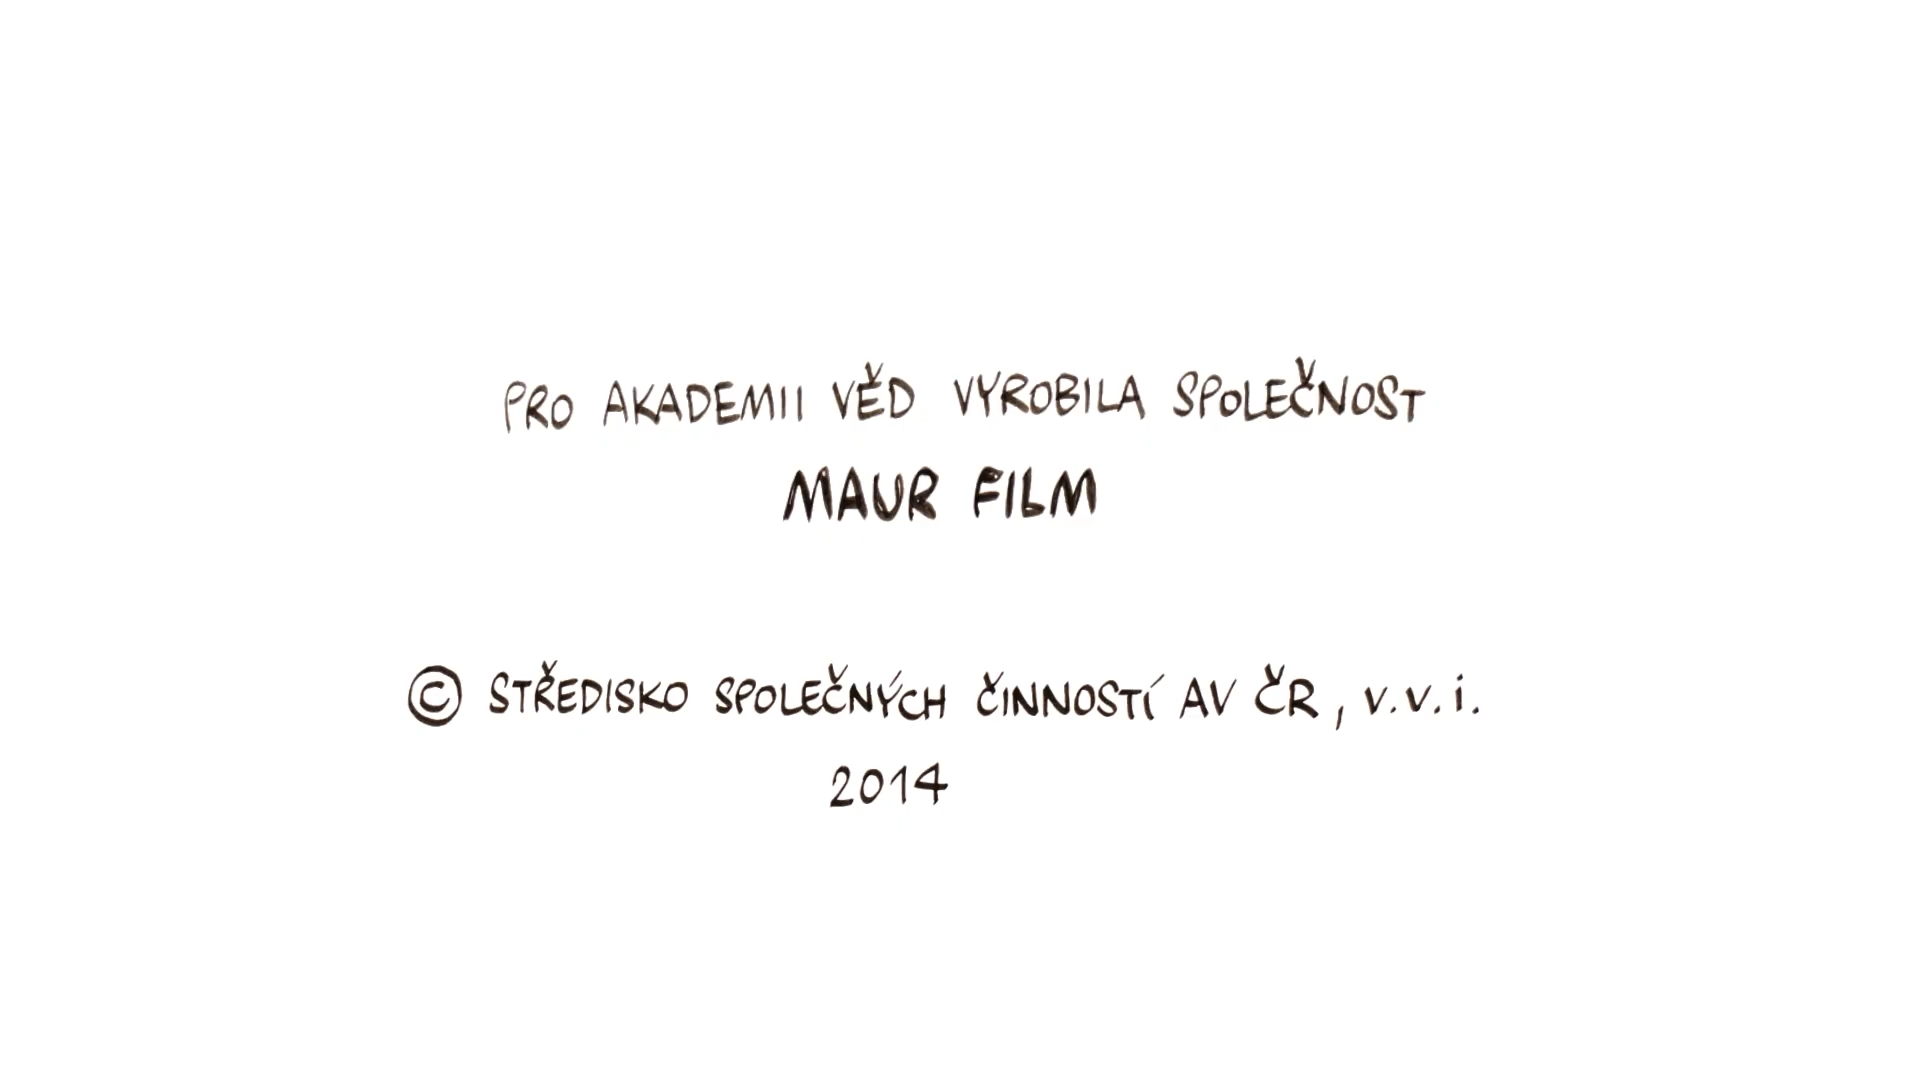 PRO AKADEMII VĚD VYROBILA SPOLEČNOST
MAUR FILM
© STŘEDISKO SPOLEČNÝCH ČINNOSTÍ AV ČR, v.v.i.
2014